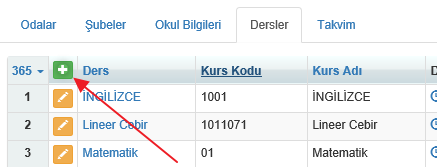 Odalar Şubeler Okul Bilgileri Dersler Takvim
365 Ders Kurs Kodu Kurs Adı D
1 İNGİLİZCE 1001 İNGİLİZCE
2 Lineer Cebir 1011071 Lineer Cebir
3 Matematik 01 Matematik